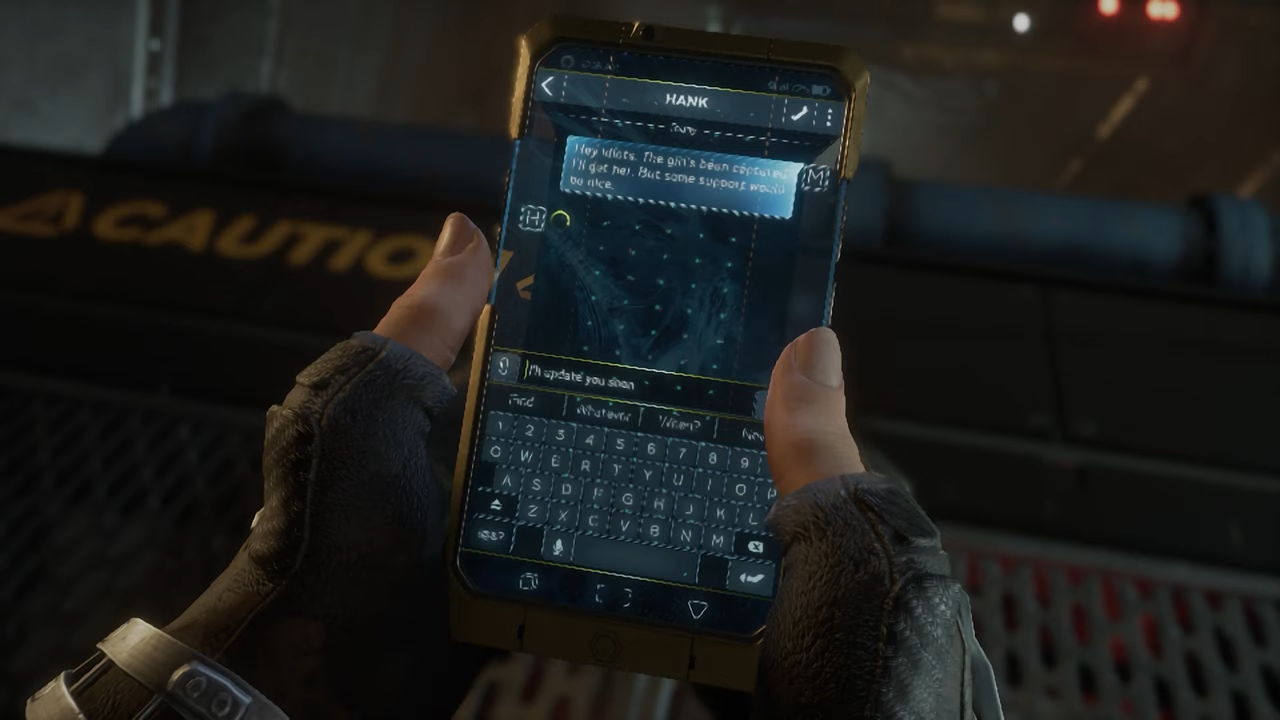 HANK
Hey idiots. The girl's been captured.
I'll get her. But some support would
be nice.
[M]
[H]
CAUTION
I'll update you soon
Find Whatever When?
1 2 3 4 5 6 7 8 9
Q W E R T Y U I O P
A S D F G H J K L
Z X C V B N M